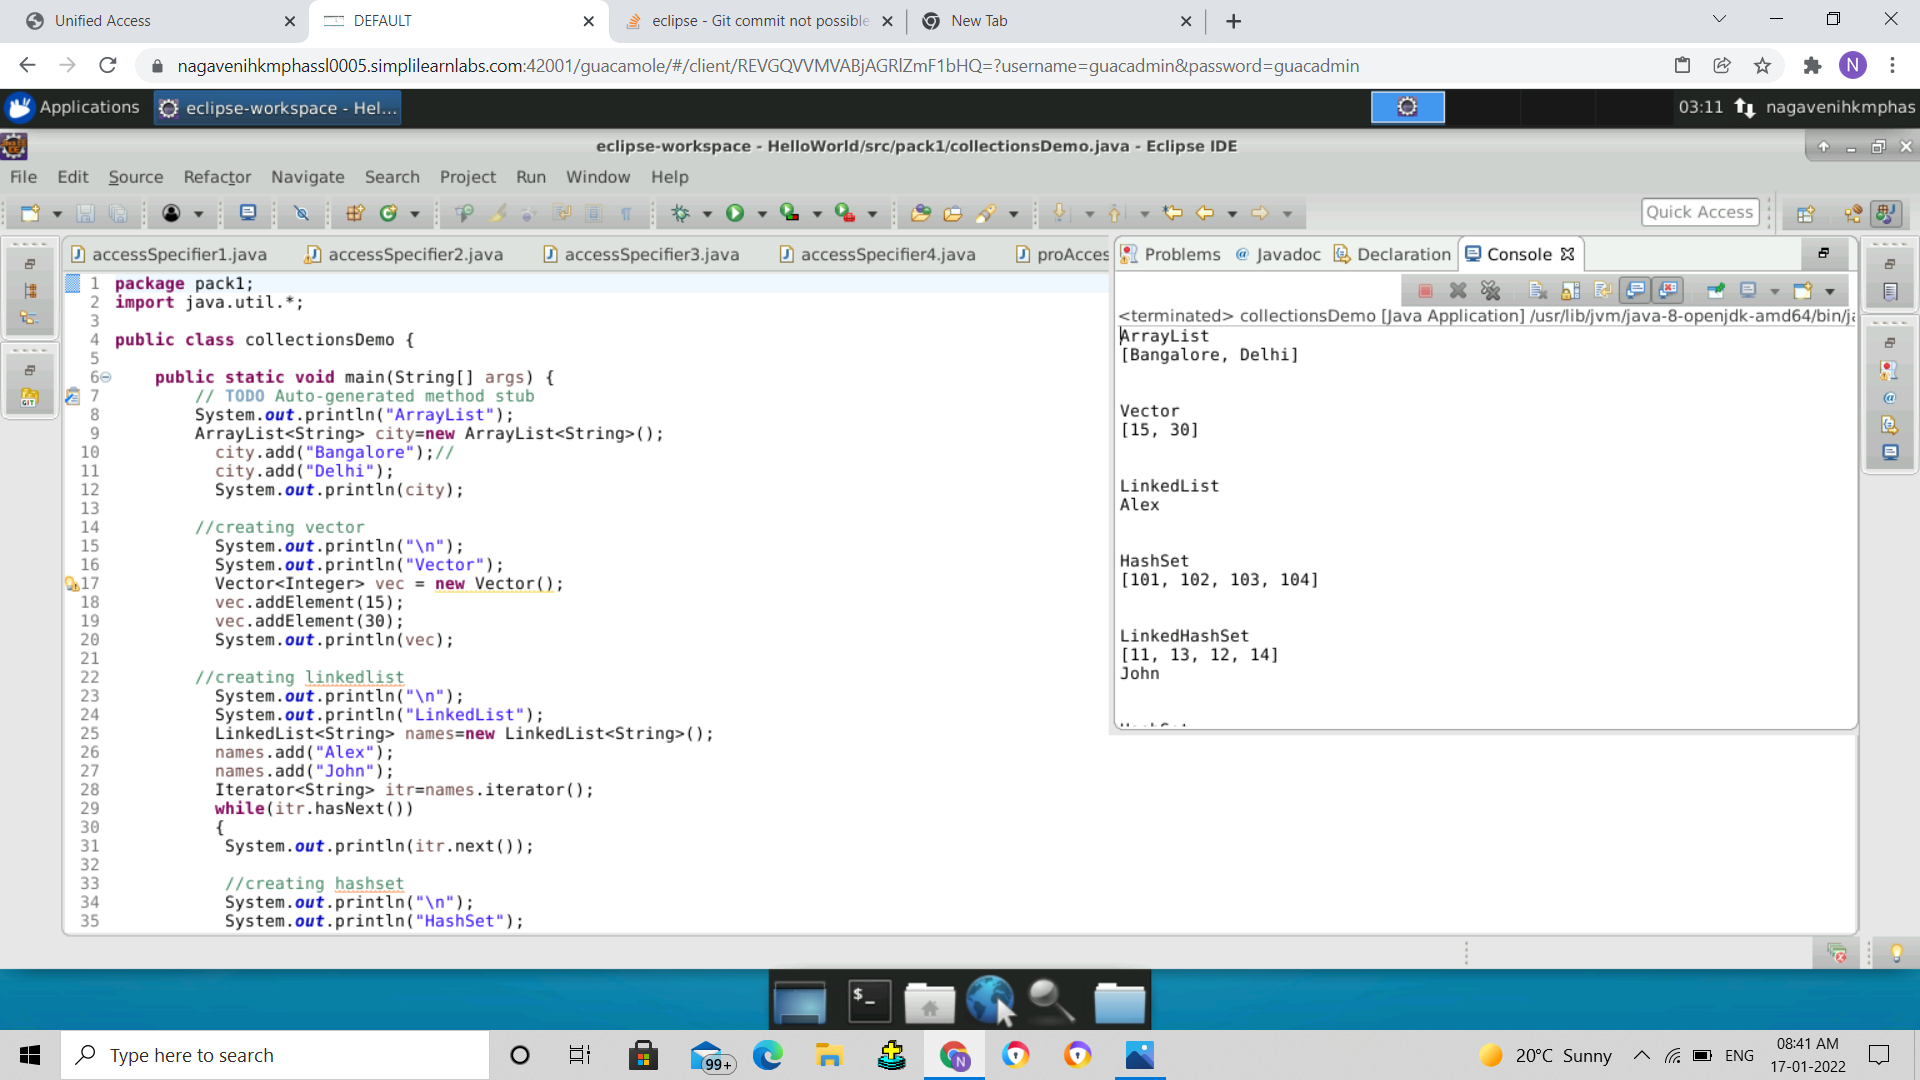 Unified Access
DEFAULT
eclipse - Git commit not possible
New Tab
nagavenihkmphassl0005.simplilearnlabs.com:42001/guacamole/#/client/REVGQVVMVABjAGRlZmF1bHQ=?username=guacadmin&password=guacadmin
N
Applications
eclipse-workspace - Hel...
03:11
nagavenihkmphas
eclipse-workspace - HelloWorld/src/pack1/collectionsDemo.java - Eclipse IDE
File Edit Source Refactor Navigate Search Project Run Window Help
Quick Access
accessSpecifier1.java
accessSpecifier2.java
accessSpecifier3.java
accessSpecifier4.java
proAcces
1 package pack1;
2 import java.util.*;
3
4 public class collectionsDemo {
5
6 public static void main(String[] args) {
7 // TODO Auto-generated method stub
8 System.out.println("ArrayList");
9 ArrayList<String> city=new ArrayList<String>();
10 city.add("Bangalore");//
11 city.add("Delhi");
12 System.out.println(city);
13
14 //creating vector
15 System.out.println("\n");
16 System.out.println("Vector");
17 Vector<Integer> vec = new Vector();
18 vec.addElement(15);
19 vec.addElement(30);
20 System.out.println(vec);
21
22 //creating linkedlist
23 System.out.println("\n");
24 System.out.println("LinkedList");
25 LinkedList<String> names=new LinkedList<String>();
26 names.add("Alex");
27 names.add("John");
28 Iterator<String> itr=names.iterator();
29 while(itr.hasNext())
30 {
31 System.out.println(itr.next());
32
33 //creating hashset
34 System.out.println("\n");
35 System.out.println("HashSet");
Problems
Javadoc
Declaration
Console
<terminated> collectionsDemo [Java Application] /usr/lib/jvm/java-8-openjdk-amd64/bin/ja
ArrayList
[Bangalore, Delhi]
Vector
[15, 30]
LinkedList
Alex
HashSet
[101, 102, 103, 104]
LinkedHashSet
[11, 13, 12, 14]
John
HashSet
GIT
$_
Type here to search
99+
N
20°C Sunny
ENG
08:41 AM
17-01-2022